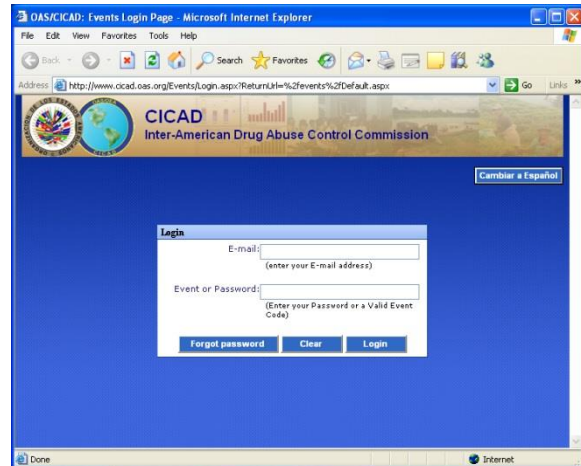 OAS/CICAD: Events Login Page - Microsoft Internet Explorer
File Edit View Favorites Tools Help
Back Search Favorites
Address http://www.cicad.oas.org/Events/Login.aspx?ReturnUrl=%2fevents%2fDefault.aspx Go Links »
CICAD
Inter-American Drug Abuse Control Commission
Cambiar a Español
Login
E-mail:
(enter your E-mail address)
Event or Password:
(Enter your Password or a Valid Event
Code)
Forgot password Clear Login
Done Internet